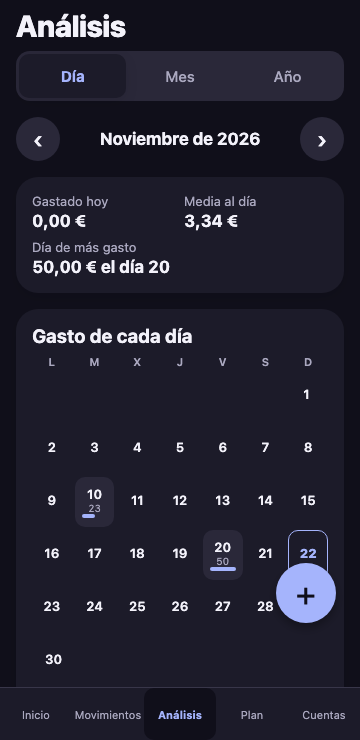 Análisis
Día Mes Año
‹ Noviembre de 2026 ›
Gastado hoy Media al día
0,00 € 3,34 €
Día de más gasto
50,00 € el día 20
Gasto de cada día
L M X J V S D
1
2 3 4 5 6 7 8
9 10 11 12 13 14 15
23
16 17 18 19 20 21 22
50
23 24 25 26 27 28
+
30
Inicio Movimientos Análisis Plan Cuentas